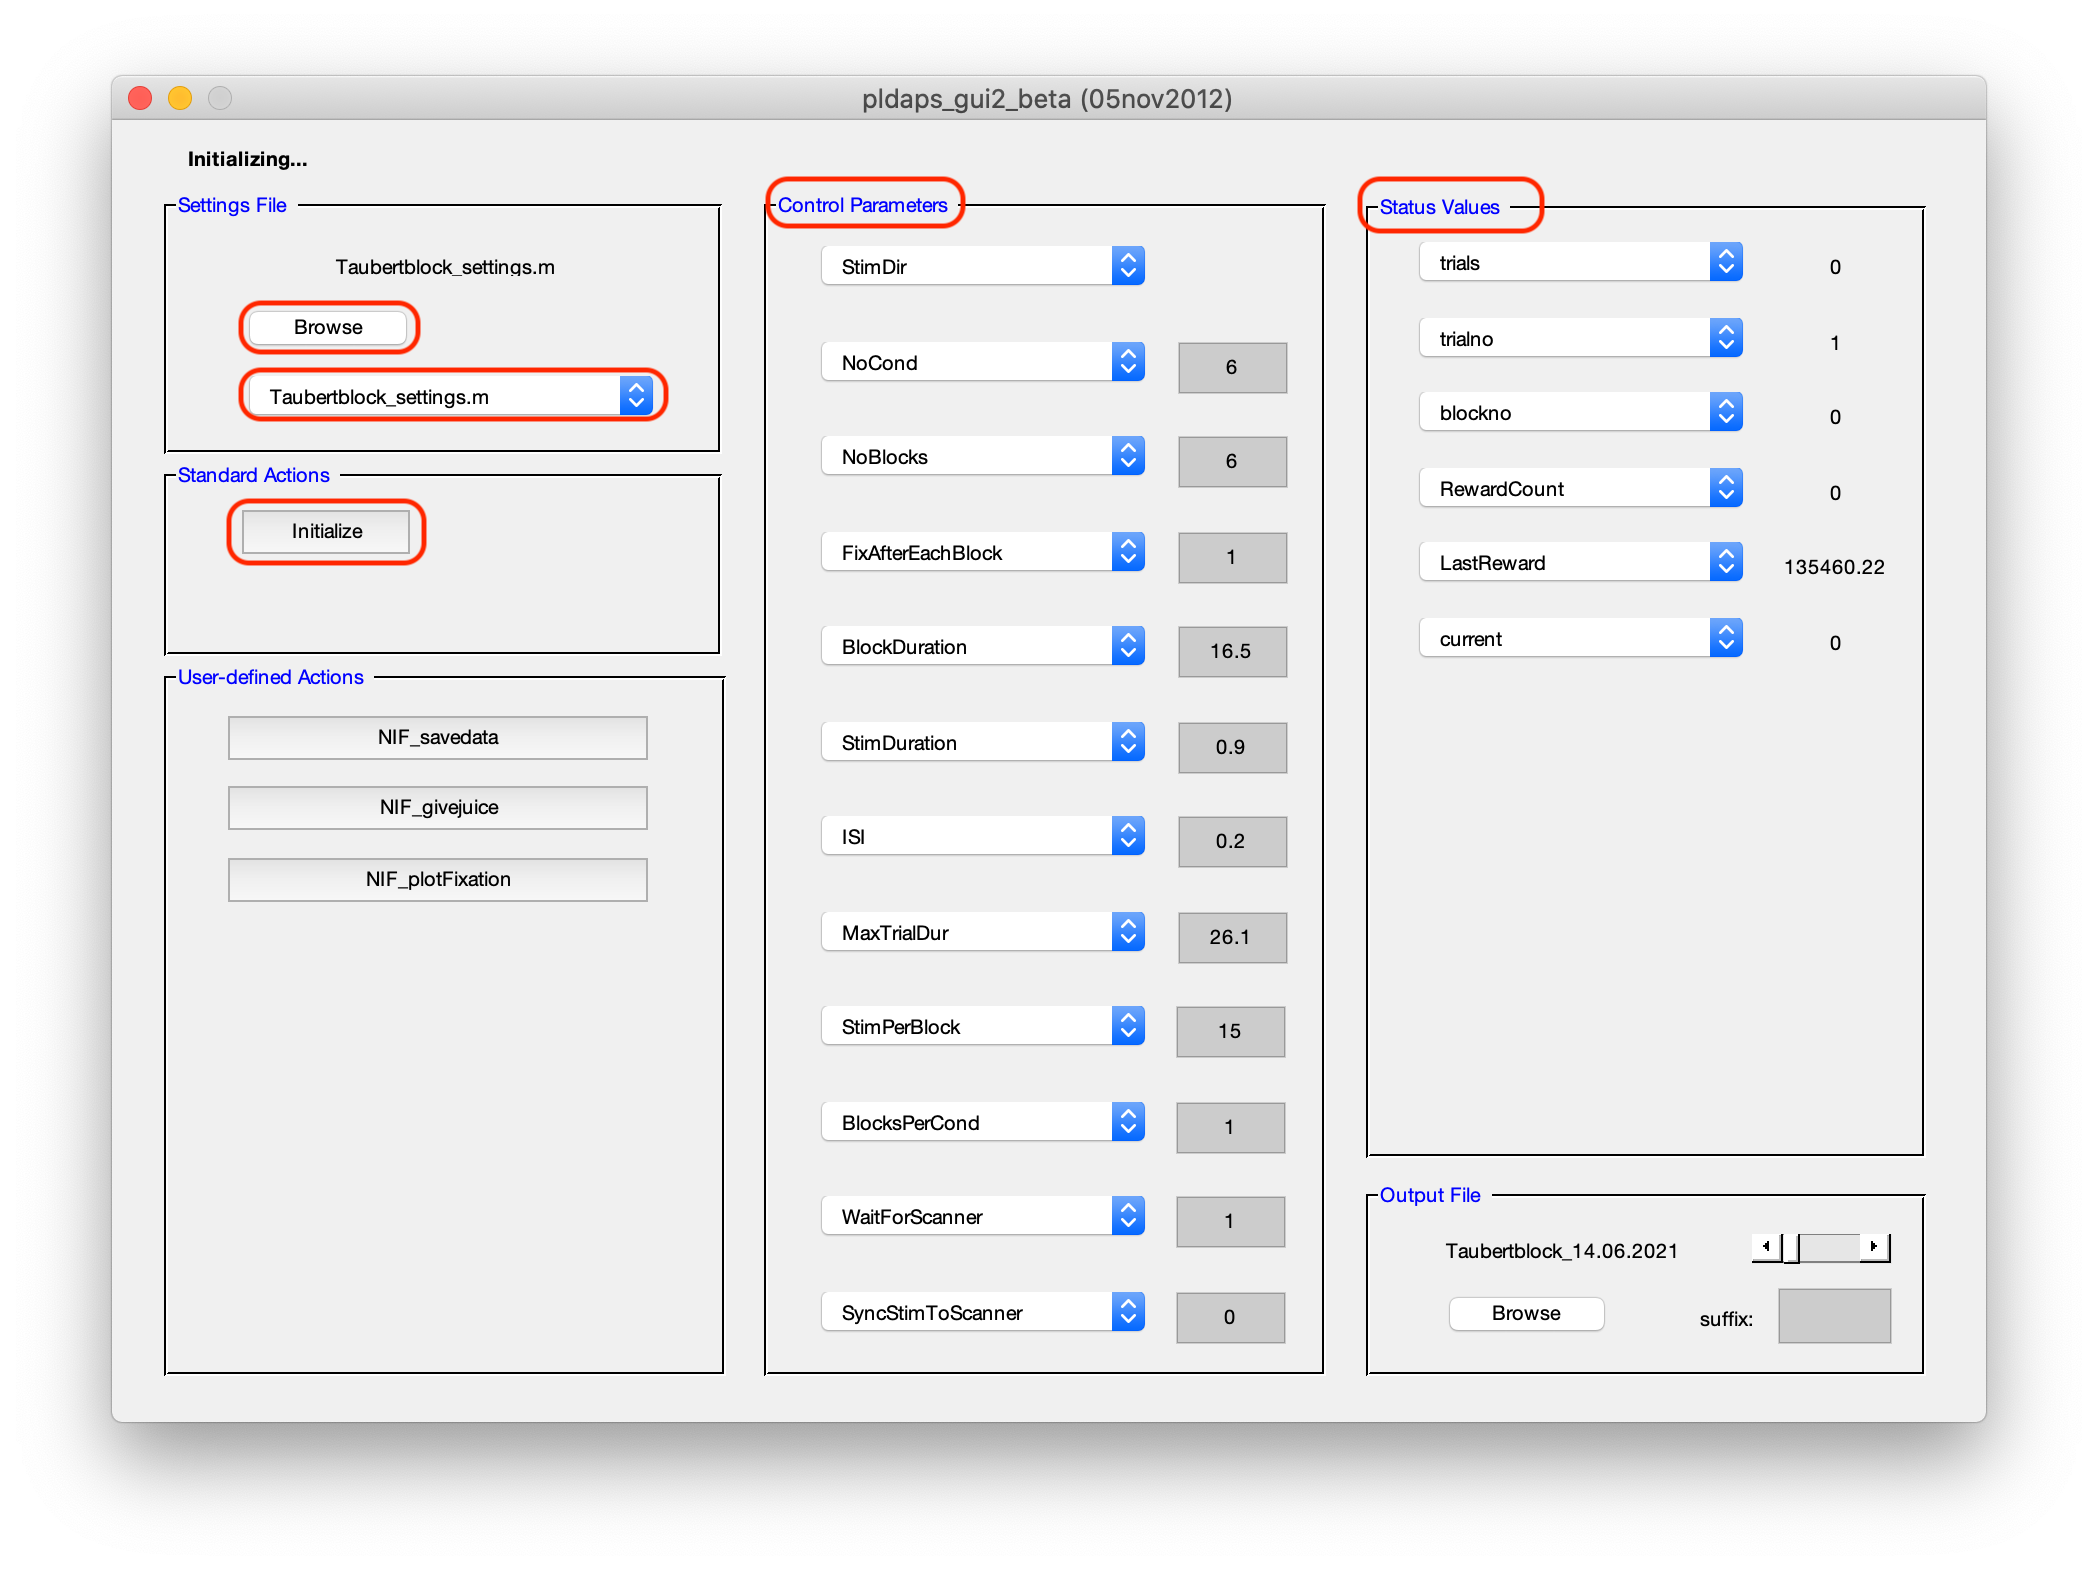 pldaps_gui2_beta (05nov2012)
Initializing...
Settings File
Taubertblock_settings.m
Browse
Taubertblock_settings.m
Standard Actions
Initialize
User-defined Actions
NIF_savedata
NIF_givejuice
NIF_plotFixation
Control Parameters
StimDir
NoCond 6
NoBlocks 6
FixAfterEachBlock 1
BlockDuration 16.5
StimDuration 0.9
ISI 0.2
MaxTrialDur 26.1
StimPerBlock 15
BlocksPerCond 1
WaitForScanner 1
SyncStimToScanner 0
Status Values
trials 0
trialno 1
blockno 0
RewardCount 0
LastReward 135460.22
current 0
Output File
Taubertblock_14.06.2021
Browse suffix: